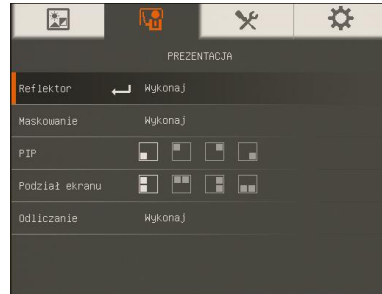 PREZENTACJA
Reflektor Wykonaj
Maskowanie Wykonaj
PIP
Podział ekranu
Odliczanie Wykonaj